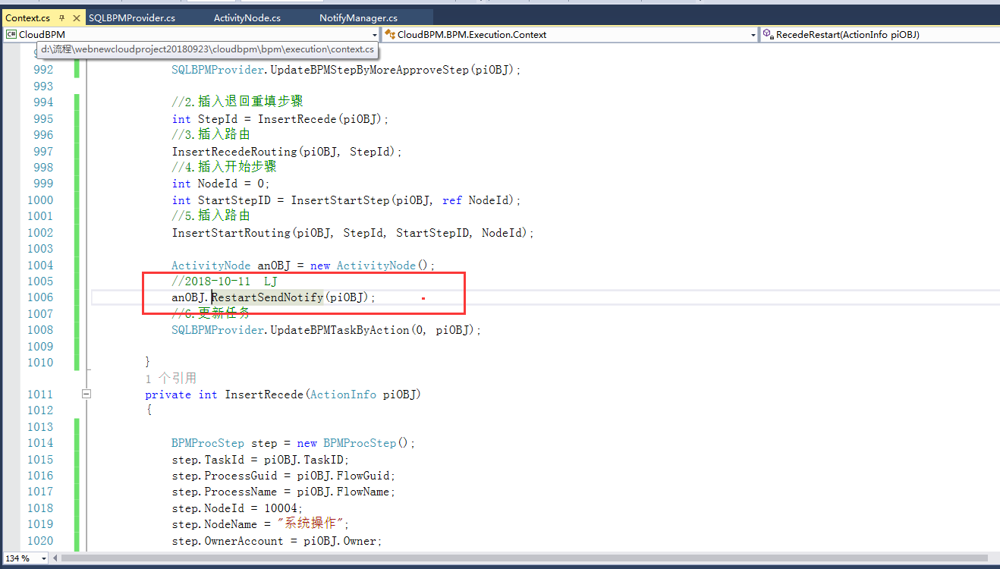 Context.cs SQLBPMProvider.cs ActivityNode.cs NotifyManager.cs
C# CloudBPM CloudBPM.BPM.Execution.Context RecedeRestart(ActionInfo piOBJ)
d:\流程\webnewcloudproject20180923\cloudbpm\bpm\execution\context.cs
992 SQLBPMProvider.UpdateBPMStepByMoreApproveStep(piOBJ);
993
994 //2.插入退回重填步骤
995 int StepId = InsertRecede(piOBJ);
996 //3.插入路由
997 InsertRecedeRouting(piOBJ, StepId);
998 //4.插入开始步骤
999 int NodeId = 0;
1000 int StartStepID = InsertStartStep(piOBJ, ref NodeId);
1001 //5.插入路由
1002 InsertStartRouting(piOBJ, StepId, StartStepID, NodeId);
1003
1004 ActivityNode anOBJ = new ActivityNode();
1005 //2018-10-11 LJ
1006 anOBJ.RestartSendNotify(piOBJ);
1007 //6.更新任务
1008 SQLBPMProvider.UpdateBPMTaskByAction(0, piOBJ);
1009
1010 }
1 个引用
1011 private int InsertRecede(ActionInfo piOBJ)
1012 {
1013
1014 BPMProcStep step = new BPMProcStep();
1015 step.TaskId = piOBJ.TaskID;
1016 step.ProcessGuid = piOBJ.FlowGuid;
1017 step.ProcessName = piOBJ.FlowName;
1018 step.NodeId = 10004;
1019 step.NodeName = "系统操作";
1020 step.OwnerAccount = piOBJ.Owner;
134 %